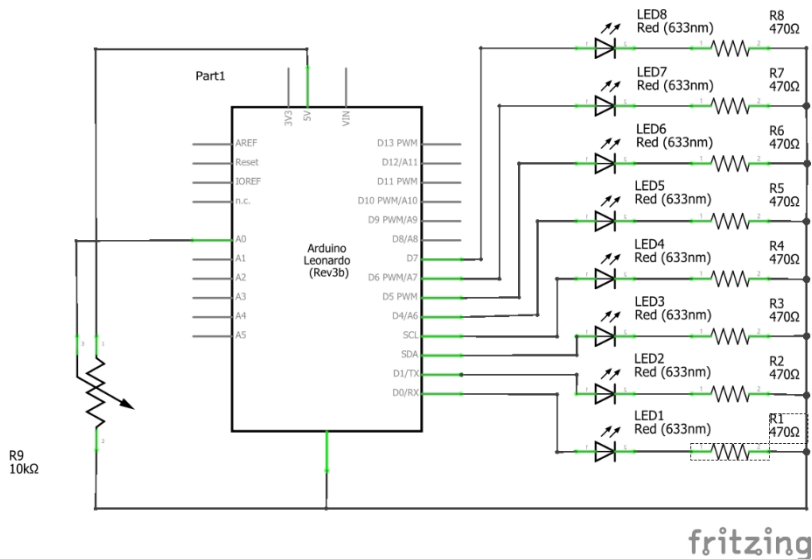 Part1
3V3
5V
VIN
AREF
Reset
IOREF
n.c.
A0
A1
A2
A3
A4
A5
Arduino
Leonardo
(Rev3b)
D13 PWM
D12/A11
D11 PWM
D10 PWM/A10
D9 PWM/A9
D8/A8
D7
D6 PWM/A7
D5 PWM
D4/A6
SCL
SDA
D1/TX
D0/RX
R9
10kΩ
LED8
Red (633nm)
R8
470Ω
LED7
Red (633nm)
R7
470Ω
LED6
Red (633nm)
R6
470Ω
LED5
Red (633nm)
R5
470Ω
LED4
Red (633nm)
R4
470Ω
LED3
Red (633nm)
R3
470Ω
LED2
Red (633nm)
R2
470Ω
LED1
Red (633nm)
R1
470Ω
fritzing